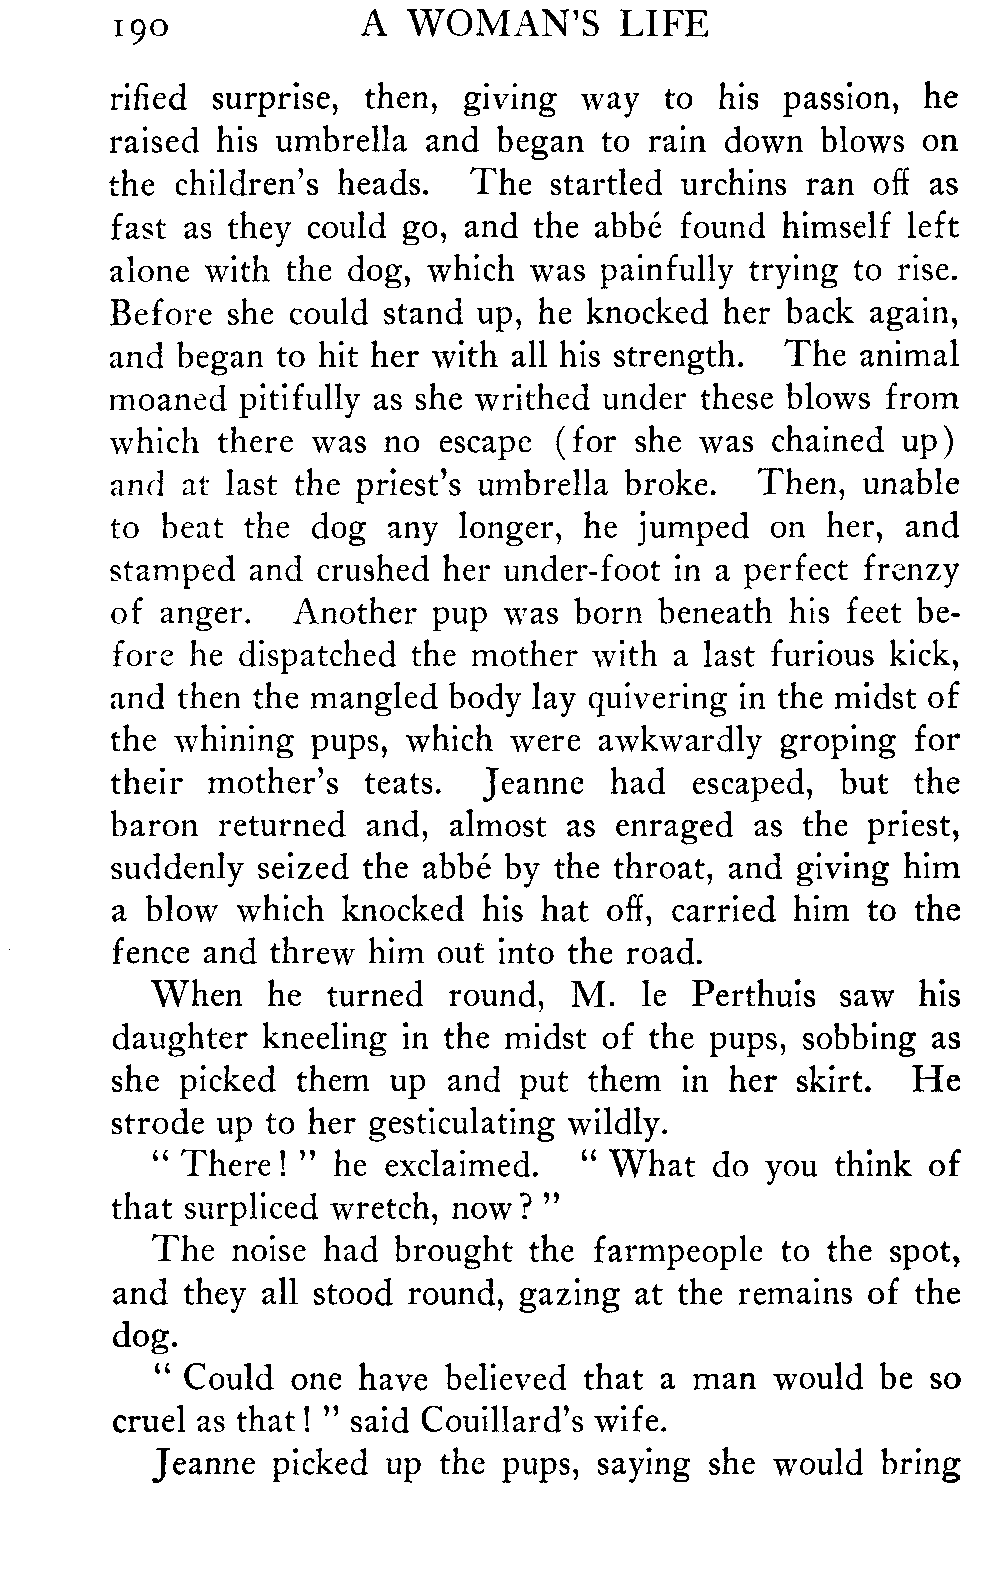 190 A WOMAN'S LIFE
rified surprise, then, giving way to his passion, he
raised his umbrella and began to rain down blows on
the children's heads. The startled urchins ran off as
fast as they could go, and the abbé found himself left
alone with the dog, which was painfully trying to rise.
Before she could stand up, he knocked her back again,
and began to hit her with all his strength. The animal
moaned pitifully as she writhed under these blows from
which there was no escape (for she was chained up)
and at last the priest's umbrella broke. Then, unable
to beat the dog any longer, he jumped on her, and
stamped and crushed her under-foot in a perfect frenzy
of anger. Another pup was born beneath his feet be-
fore he dispatched the mother with a last furious kick,
and then the mangled body lay quivering in the midst of
the whining pups, which were awkwardly groping for
their mother's teats. Jeanne had escaped, but the
baron returned and, almost as enraged as the priest,
suddenly seized the abbé by the throat, and giving him
a blow which knocked his hat off, carried him to the
fence and threw him out into the road.
When he turned round, M. le Perthuis saw his
daughter kneeling in the midst of the pups, sobbing as
she picked them up and put them in her skirt. He
strode up to her gesticulating wildly.
" There! " he exclaimed. " What do you think of
that surpliced wretch, now? "
The noise had brought the farmpeople to the spot,
and they all stood round, gazing at the remains of the
dog.
" Could one have believed that a man would be so
cruel as that! " said Couillard's wife.
Jeanne picked up the pups, saying she would bring